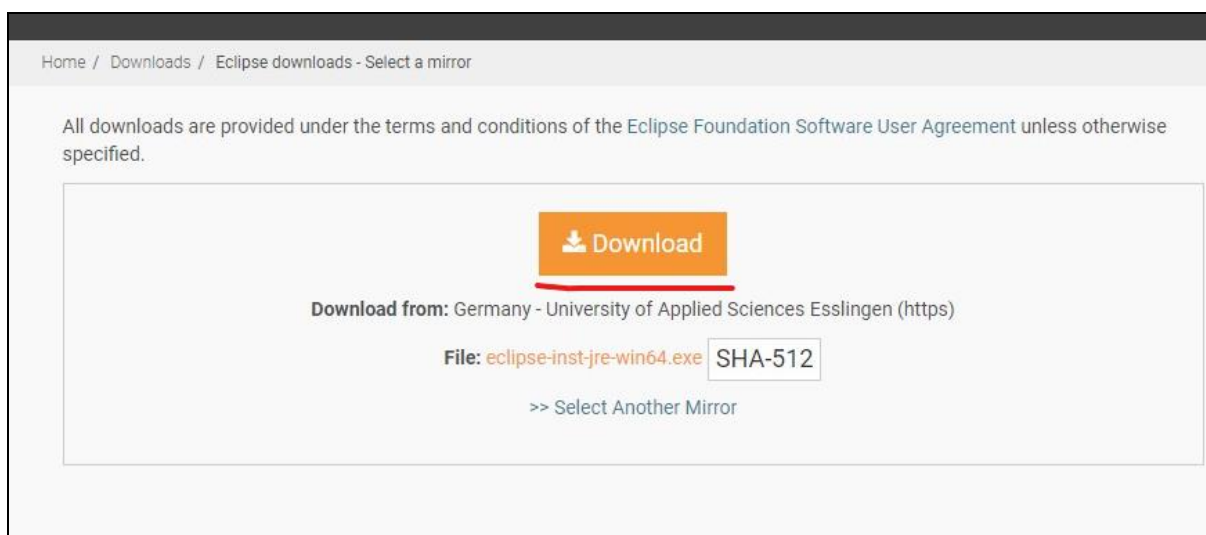 Home / Downloads / Eclipse downloads - Select a mirror
All downloads are provided under the terms and conditions of the Eclipse Foundation Software User Agreement unless otherwise
specified.
Download
Download from: Germany - University of Applied Sciences Esslingen (https)
File: eclipse-inst-jre-win64.exe SHA-512
>> Select Another Mirror